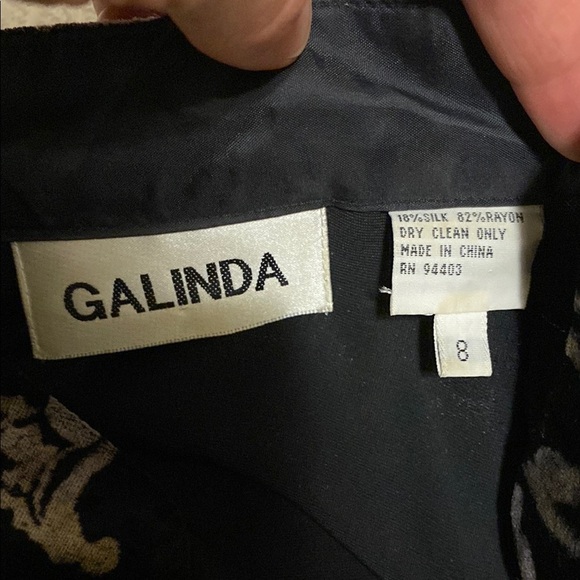 GALINDA
18%SILK 82%RAYON
DRY CLEAN ONLY
MADE IN CHINA
RN 94403
8